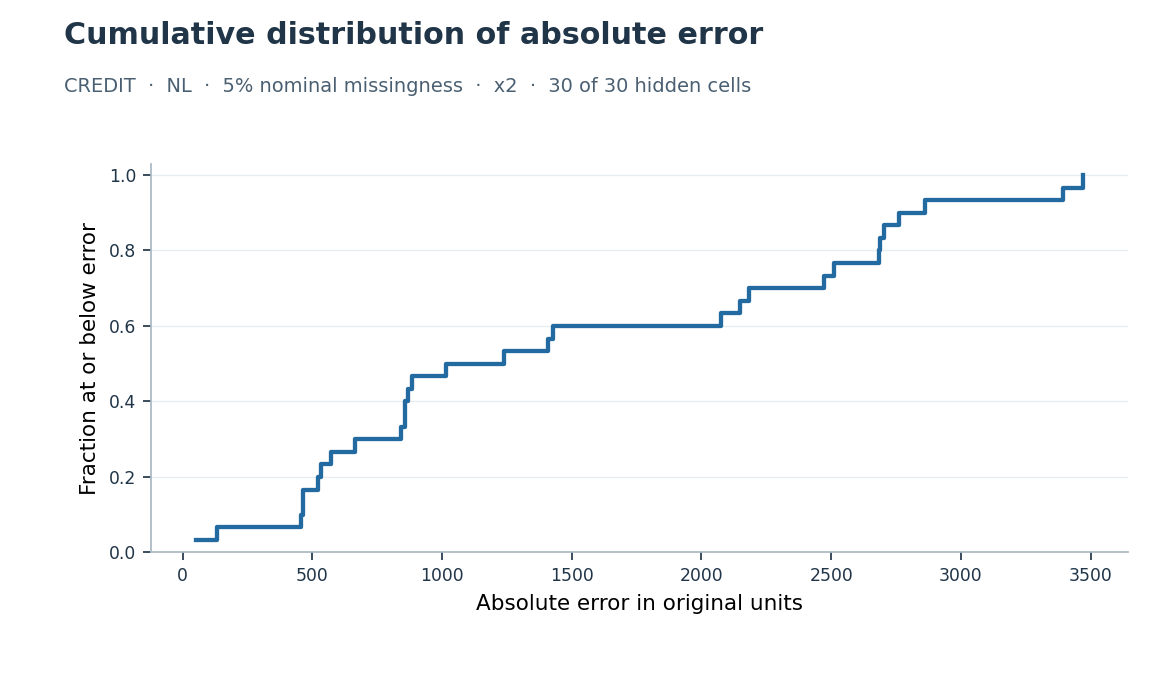 Cumulative distribution of absolute error
CREDIT · NL · 5% nominal missingness · x2 · 30 of 30 hidden cells
1.0
0.8
0.6
0.4
0.2
0.0
Fraction at or below error
0 500 1000 1500 2000 2500 3000 3500
Absolute error in original units